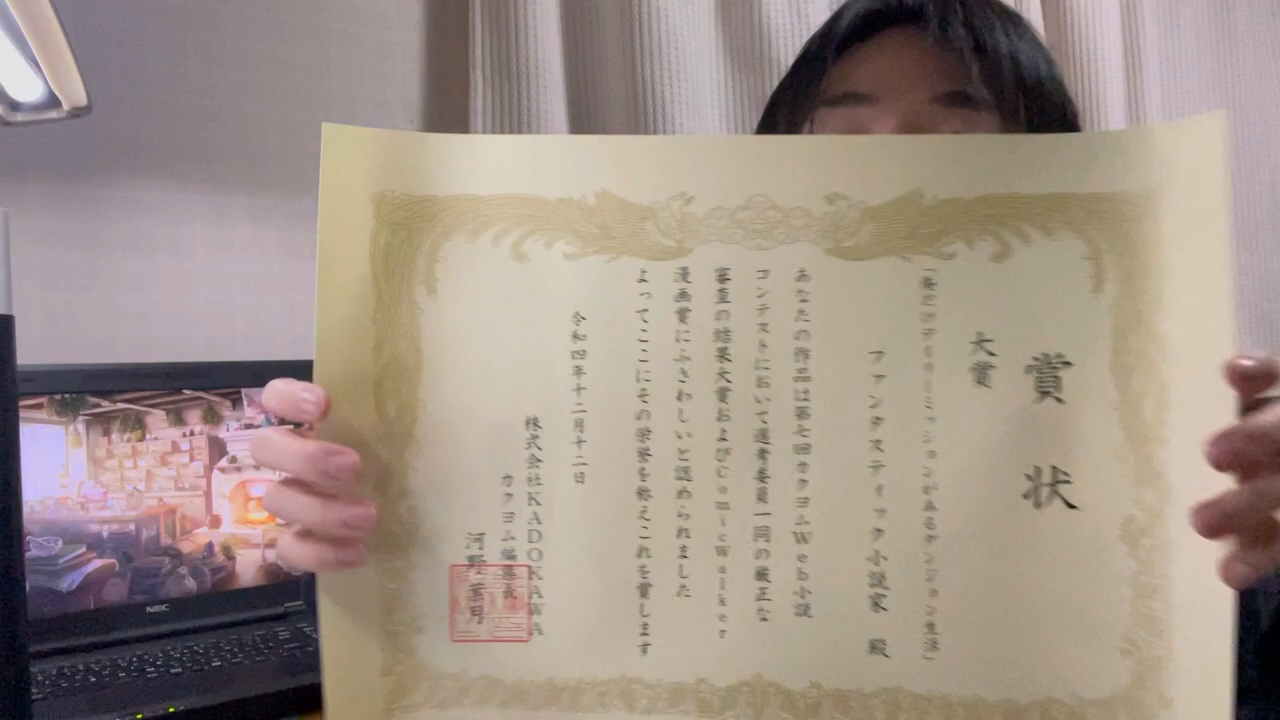 賞状
大賞
ファンタスティック小説家 殿
あなたの作品は第七回カクヨムWeb小説
コンテストにおいて選考委員一同の厳正な
審査の結果大賞およびComicWalker
漫画賞にふさわしいと認められました
よってここにその栄誉を称えこれを賞します
令和四年十二月十二日
株式会社KADOKAWA
カクヨム編集長
河野葉月
NEC